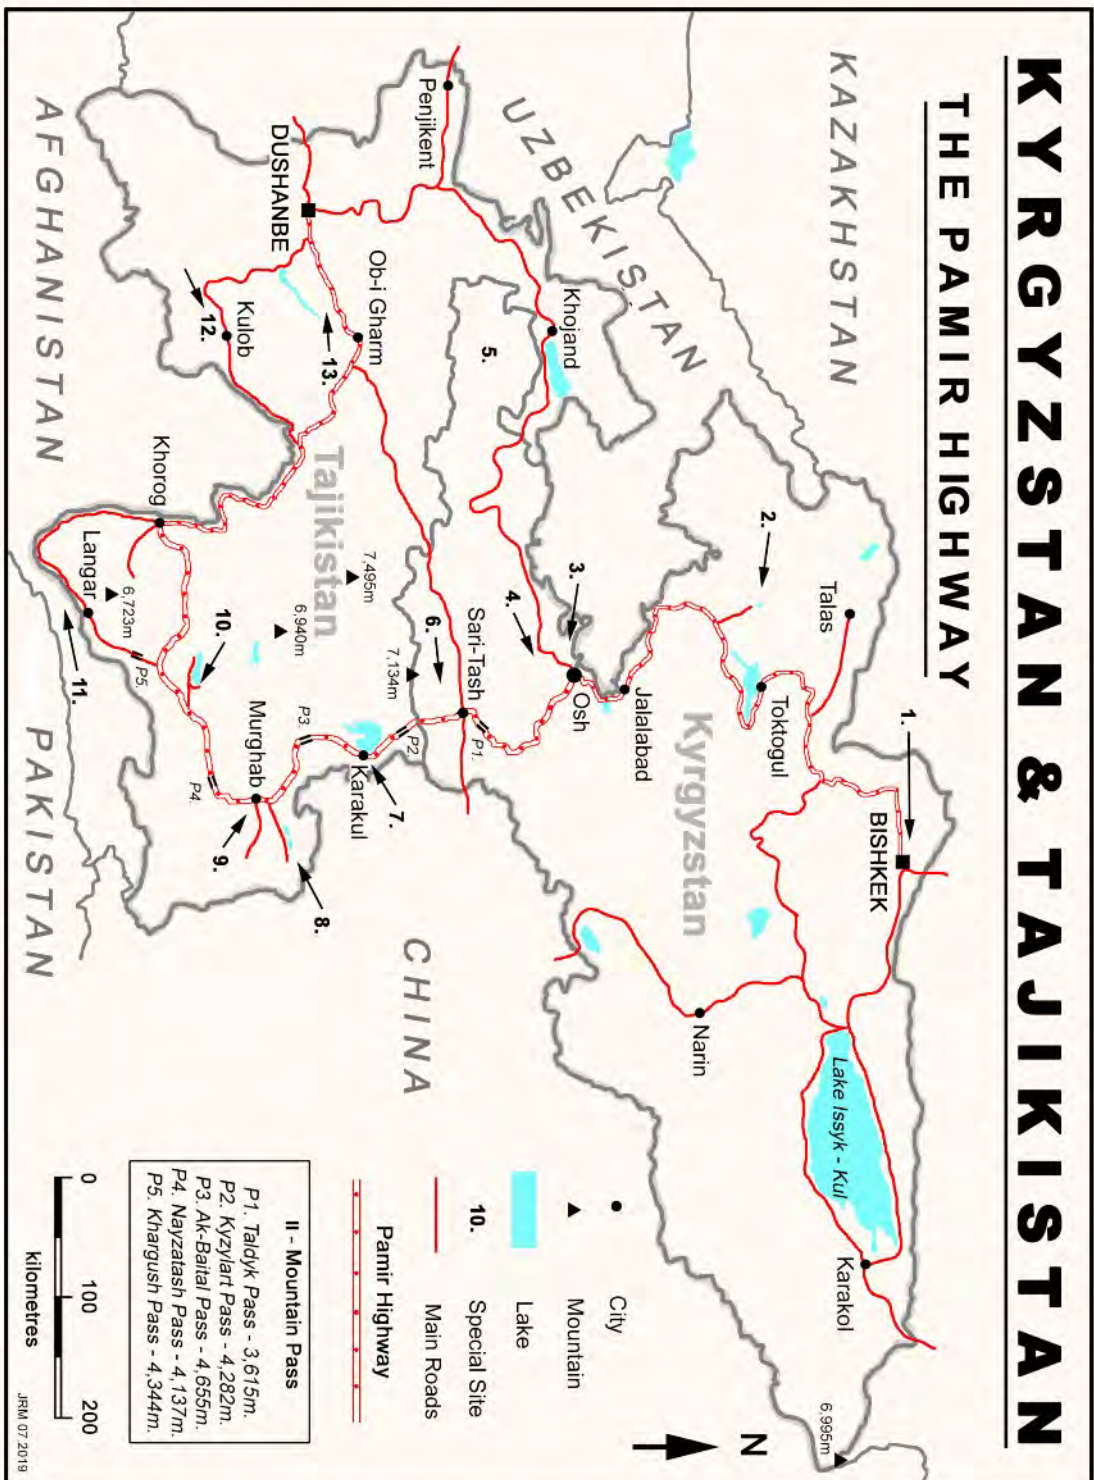 KYRGYZSTAN & TAJIKISTAN
THE PAMIR HIGHWAY
KAZAKHSTAN
UZBEKISTAN
Talas
2.
1.
BISHKEK
Toktogul
Lake Issyk - Kul
Karakol
6,995m
Kyrgyzstan
Narin
Jalalabad
3.
Osh
4.
Khojand
5.
Penjikent
DUSHANBE
Ob-i Gharm
13.
12.
Kulob
Tajikistan
Sari-Tash
6.
P1.
P2
7,495m
7,134m
6,940m
7.
Karakul
P3.
Murghab
8.
9.
P4.
10.
Khorog
Langar
6,723m
P5.
11.
CHINA
AFGHANISTAN
PAKISTAN
N
City
Mountain
Lake
10. Special Site
Main Roads
Pamir Highway
II - Mountain Pass
P1. Taldyk Pass - 3,615m.
P2. Kyzylart Pass - 4,282m.
P3. Ak-Baital Pass - 4,655m.
P4. Nayzatash Pass - 4,137m.
P5. Khargush Pass - 4,344m.
0 100 200
kilometres
JRM 07.2019